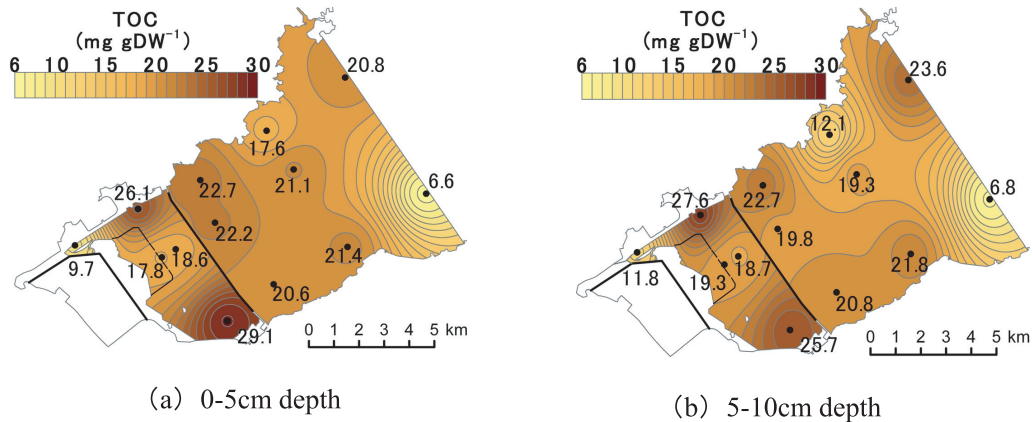 TOC
(mg gDW⁻¹)
6 10 15 20 25 30
20.8
17.6
21.1
6.6
26.1
22.7
22.2
21.4
9.7
17.8
18.6
20.6
29.1
0 1 2 3 4 5 km
(a) 0-5cm depth
TOC
(mg gDW⁻¹)
6 10 15 20 25 30
23.6
12.1
19.3
6.8
27.6
22.7
19.8
21.8
11.8
19.3
18.7
20.8
25.7
0 1 2 3 4 5 km
(b) 5-10cm depth